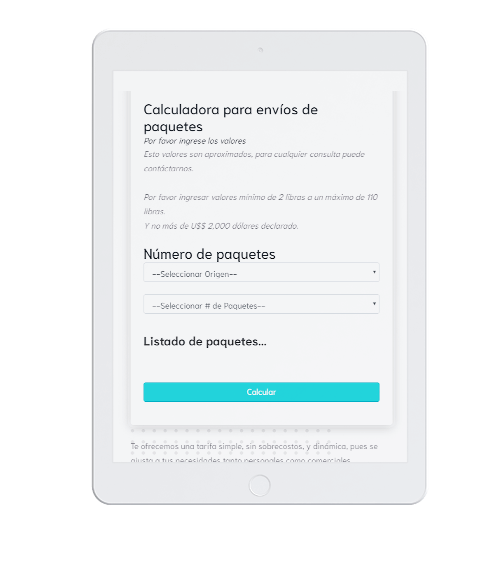 Calculadora para envíos de
paquetes
Por favor ingrese los valores
Esto valores son aproximados, para cualquier consulta puede
contáctarnos.
Por favor ingresar valores mínimo de 2 libras a un máximo de 110
libras.
Y no más de U$$ 2,000 dólares declarado.
Número de paquetes
--Seleccionar Origen--
--Seleccionar # de Paquetes--
Listado de paquetes...
Calcular
Te ofrecemos una tarifa simple, sin sobrecostos, y dinámica, pues se
ajusta a tus necesidades tanto personales como comerciales